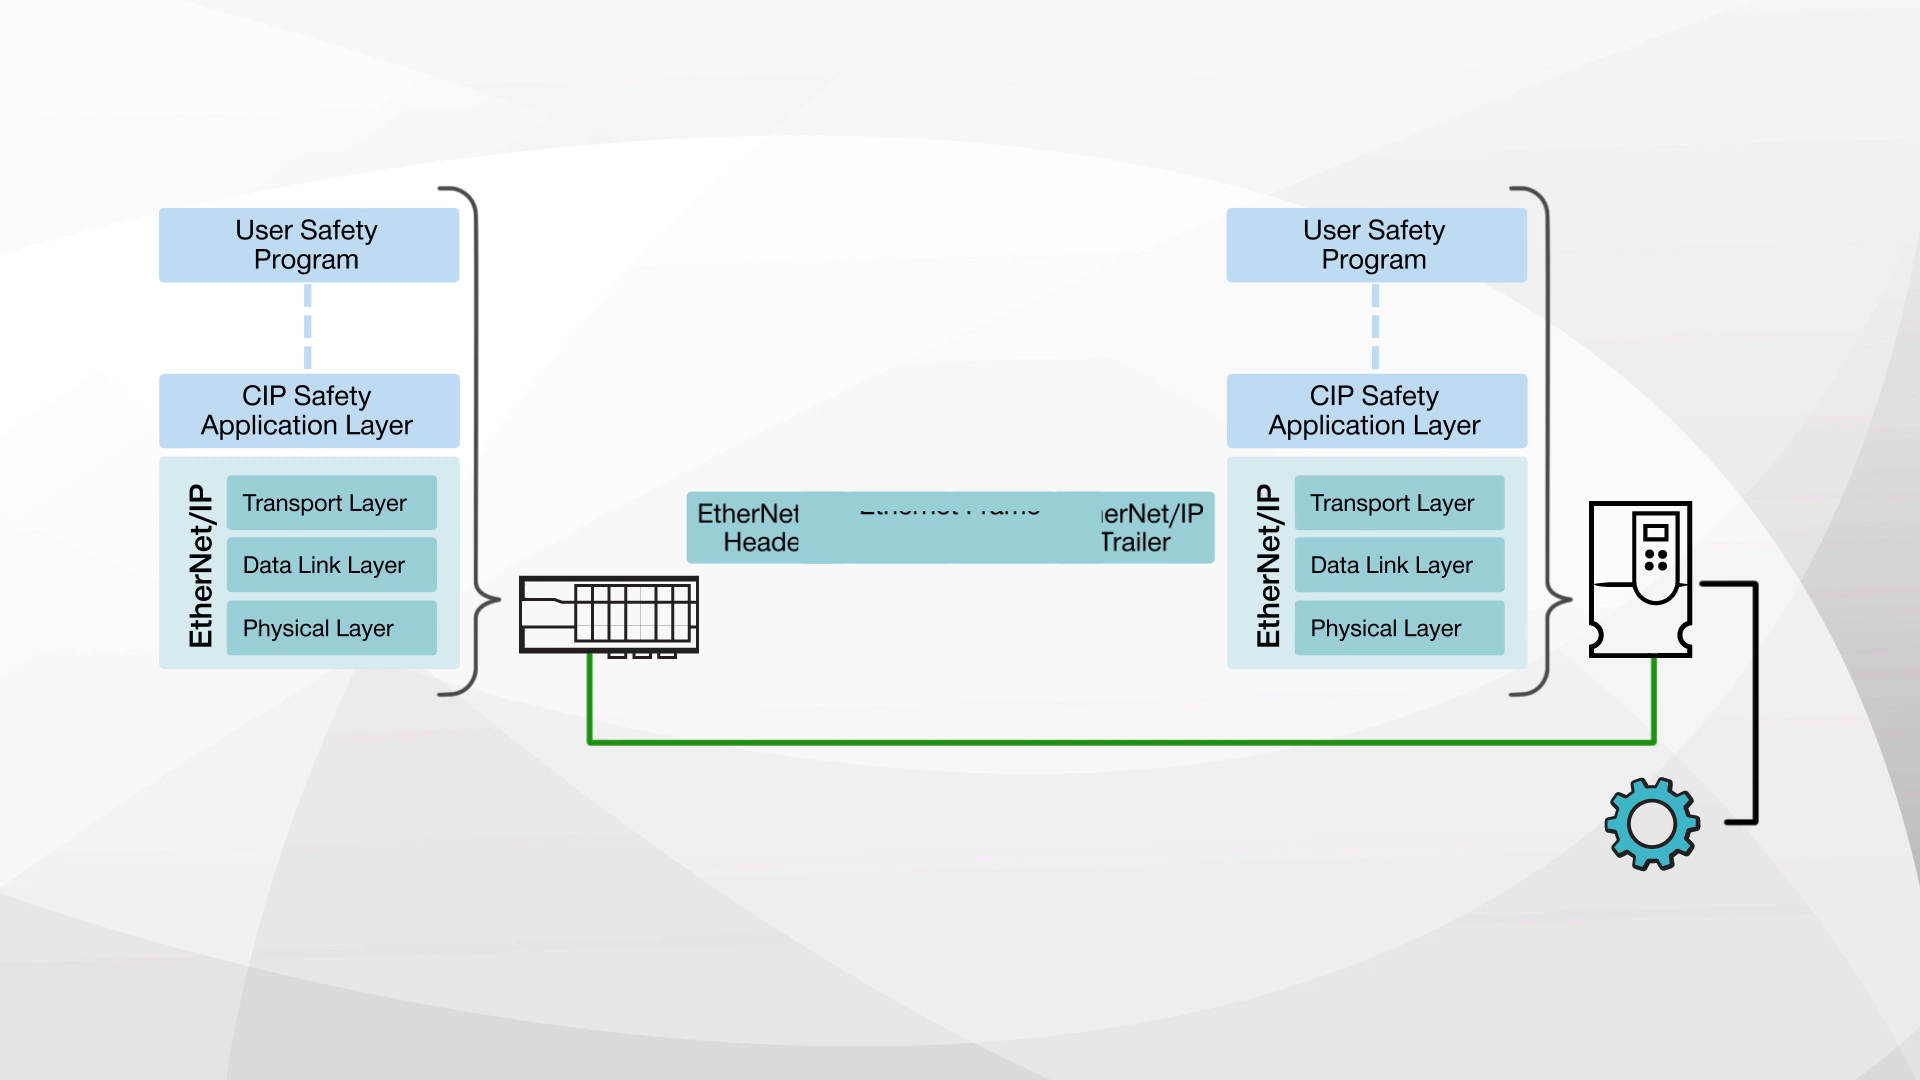 User Safety
Program
CIP Safety
Application Layer
EtherNet/IP
Transport Layer
Data Link Layer
Physical Layer
EtherNet
Heade
erNet/IP
Trailer
User Safety
Program
CIP Safety
Application Layer
EtherNet/IP
Transport Layer
Data Link Layer
Physical Layer